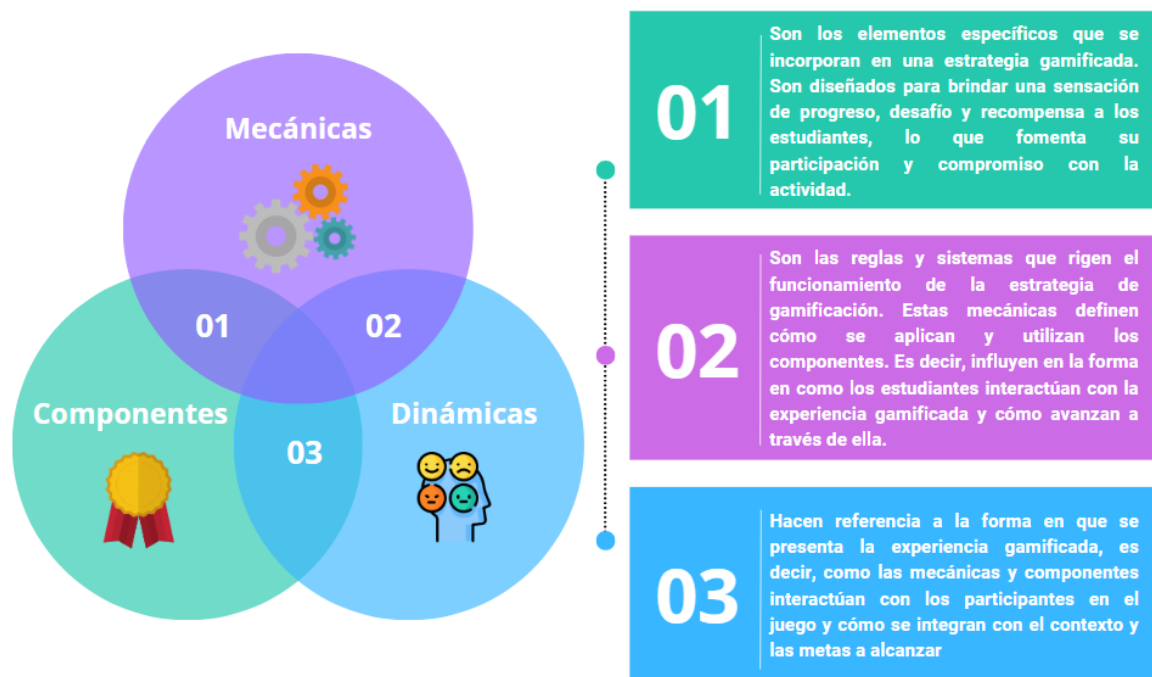 Mecánicas
01
02
Componentes
Dinámicas
03
01
Son los elementos específicos que se
incorporan en una estrategia gamificada.
Son diseñados para brindar una sensación
de progreso, desafío y recompensa a los
estudiantes, lo que fomenta su
participación y compromiso con la
actividad.
02
Son las reglas y sistemas que rigen el
funcionamiento de la estrategia de
gamificación. Estas mecánicas definen
cómo se aplican y utilizan los
componentes. Es decir, influyen en la forma
en como los estudiantes interactúan con la
experiencia gamificada y cómo avanzan a
través de ella.
03
Hacen referencia a la forma en que se
presenta la experiencia gamificada, es
decir, como las mecánicas y componentes
interactúan con los participantes en el
juego y cómo se integran con el contexto y
las metas a alcanzar